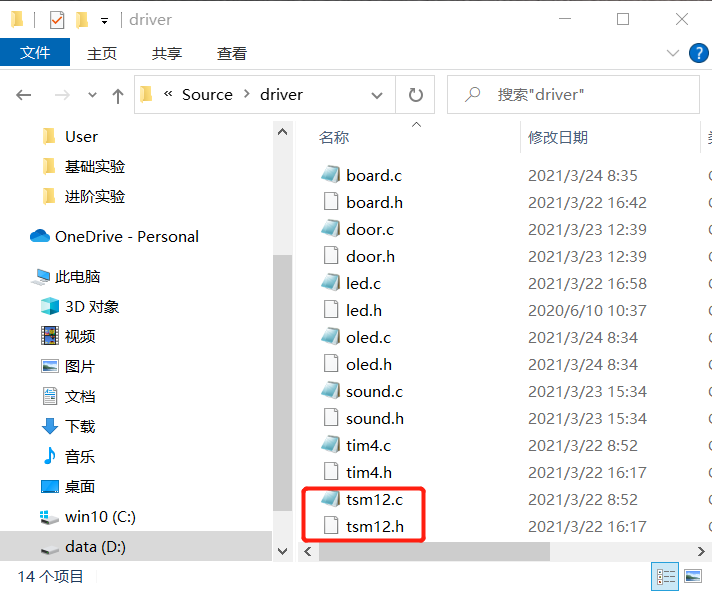 driver
文件 主页 共享 查看 ?
« Source > driver 搜索"driver"
User
基础实验
进阶实验
OneDrive - Personal
此电脑
3D 对象
视频
图片
文档
下载
音乐
桌面
win10 (C:)
data (D:)
名称 修改日期
board.c 2021/3/24 8:35
board.h 2021/3/22 16:42
door.c 2021/3/23 12:39
door.h 2021/3/23 12:39
led.c 2021/3/22 16:58
led.h 2020/6/10 10:37
oled.c 2021/3/24 8:34
oled.h 2021/3/24 8:34
sound.c 2021/3/23 15:34
sound.h 2021/3/23 15:34
tim4.c 2021/3/22 8:52
tim4.h 2021/3/22 16:17
tsm12.c 2021/3/22 8:52
tsm12.h 2021/3/22 16:17
14 个项目